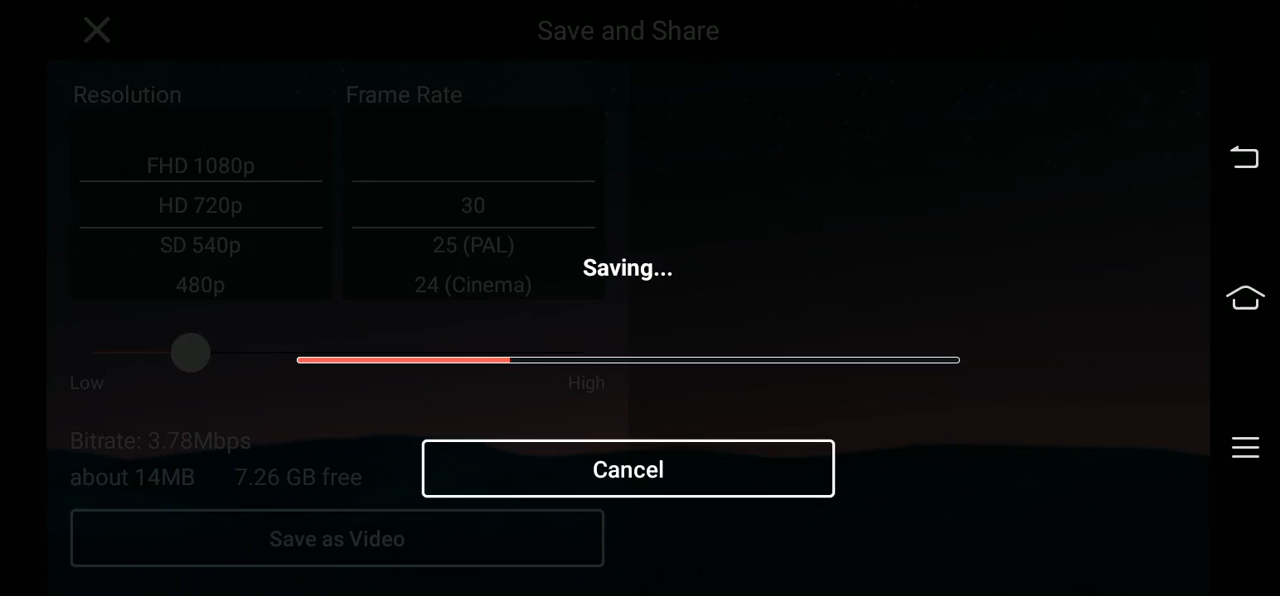 Save and Share
Resolution
Frame Rate
FHD 1080p
HD 720p
SD 540p
480p
30
25 (PAL)
24 (Cinema)
Saving...
Low
High
Bitrate: 3.78Mbps
about 14MB 7.26 GB free
Cancel
Save as Video